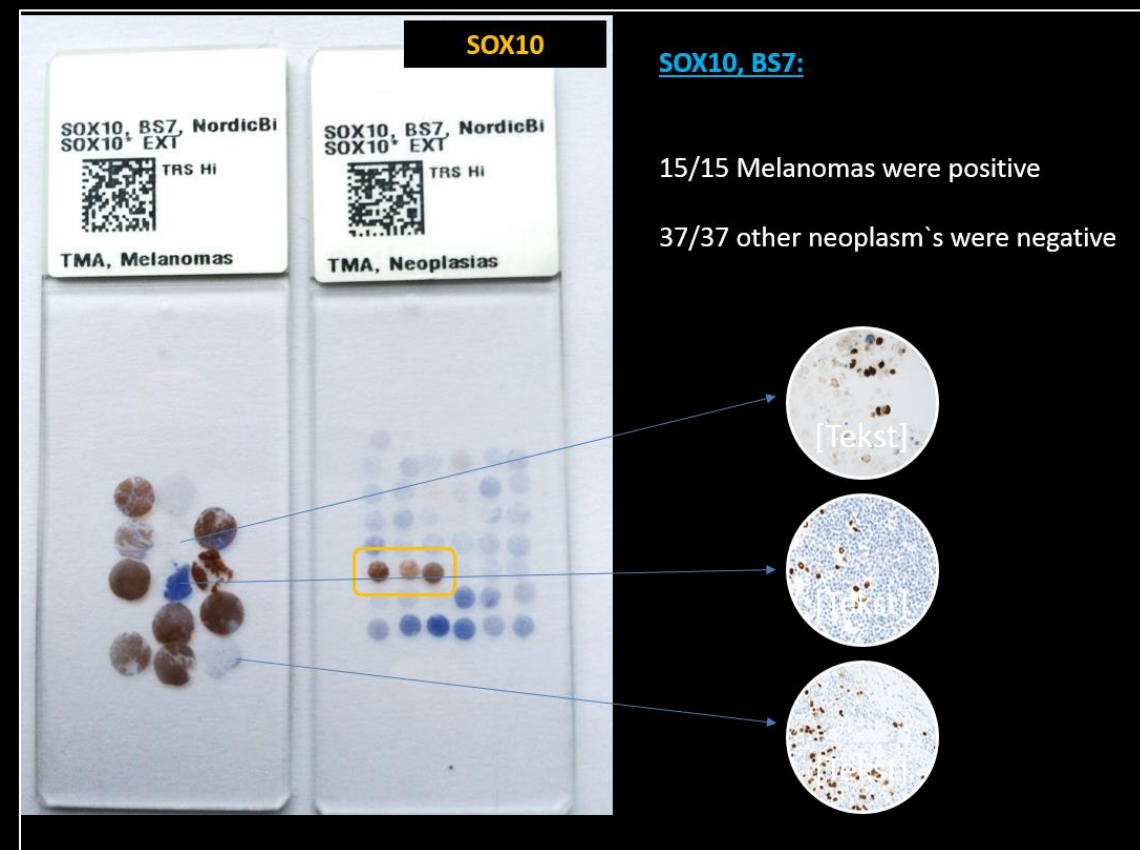 SOX10
SOX10, BS7, NordicBi
SOX10* EXT
TRS Hi
TMA, Melanomas
SOX10, BS7, NordicBi
SOX10* EXT
TRS Hi
TMA, Neoplasias
SOX10, BS7:
15/15 Melanomas were positive
37/37 other neoplasm`s were negative
[Tekst]
[Tekst]
[Tekst]